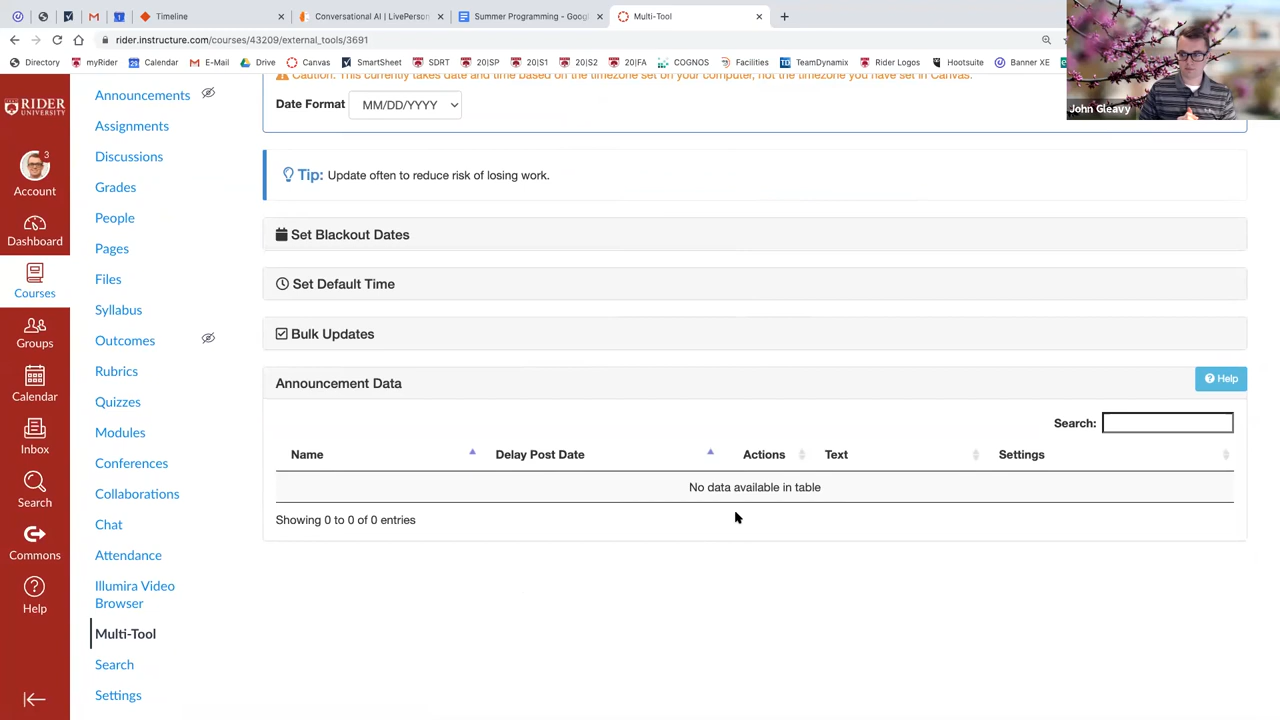 Timeline
Conversational AI | LivePerson
Summer Programming - Goog
Multi-Tool
rider.instructure.com/courses/43209/external_tools/3691
Directory
myRider
Calendar
E-Mail
Drive
Canvas
SmartSheet
SDRT
20|SP
20|S1
20|S2
20|FA
COGNOS
Facilities
TeamDynamix
Rider Logos
Hootsuite
Banner XE
John Gleavy
RIDER
UNIVERSITY
3
Account
Dashboard
Courses
Groups
Calendar
Inbox
Search
Commons
Help
Announcements
Assignments
Discussions
Grades
People
Pages
Files
Syllabus
Outcomes
Rubrics
Quizzes
Modules
Conferences
Collaborations
Chat
Attendance
Illumira Video
Browser
Multi-Tool
Search
Settings
Caution: This currently takes date and time based on the timezone set on your computer, not the timezone you have set in Canvas.
Date Format MM/DD/YYYY
Tip: Update often to reduce risk of losing work.
Set Blackout Dates
Set Default Time
Bulk Updates
Announcement Data
Help
Search:
Name Delay Post Date Actions Text Settings
No data available in table
Showing 0 to 0 of 0 entries